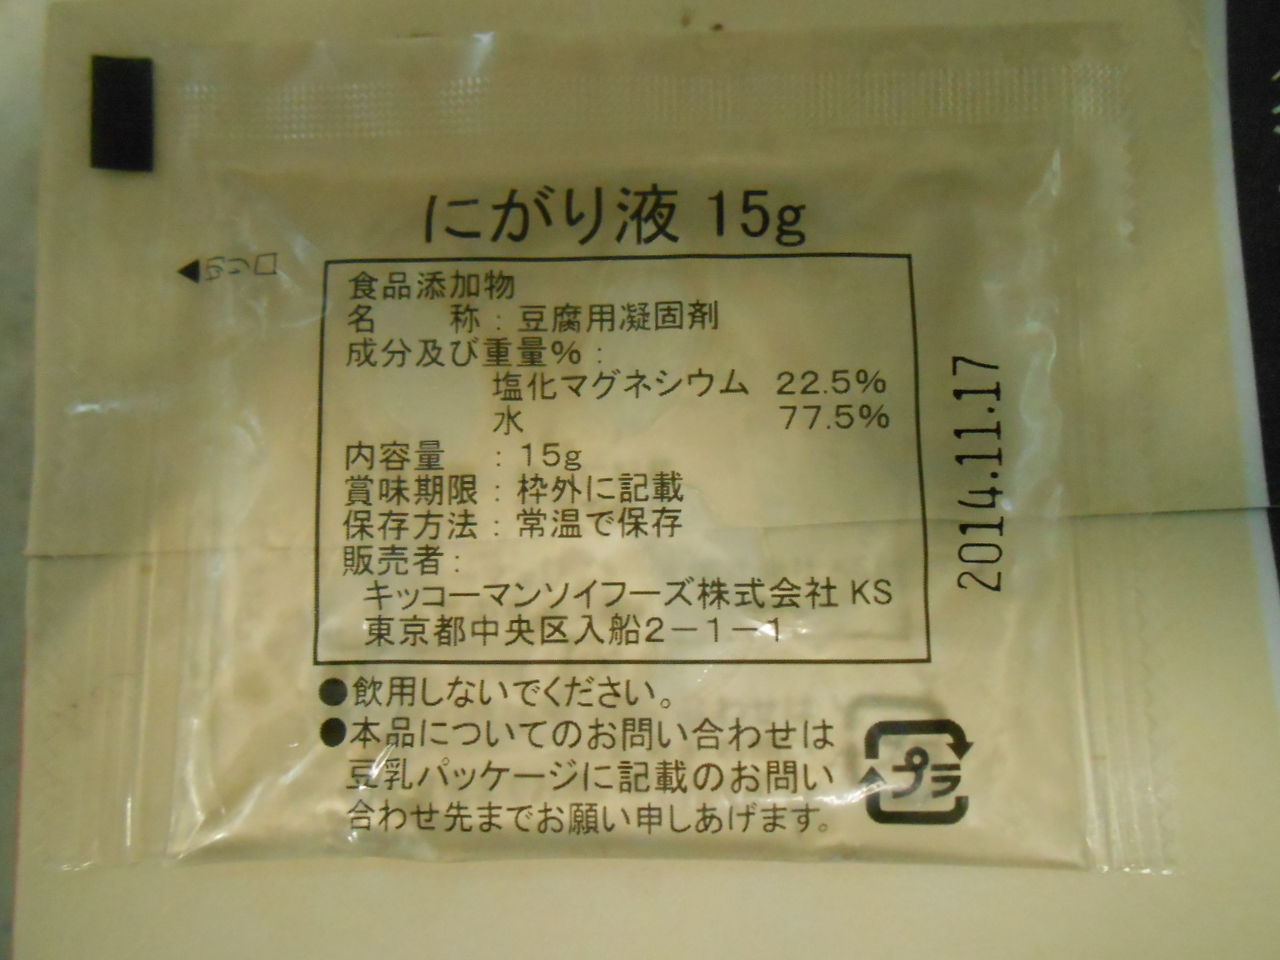 にがり液 15g
切り口
食品添加物
名　　称：豆腐用凝固剤
成分及び重量%：
塩化マグネシウム 22.5%
水 77.5%
内容量　：15g
賞味期限：枠外に記載
保存方法：常温で保存
販売者：
キッコーマンソイフーズ株式会社 KS
東京都中央区入船2－1－1
2014.11.17
●飲用しないでください。
●本品についてのお問い合わせは
豆乳パッケージに記載のお問い
合わせ先までお願い申しあげます。
プラ